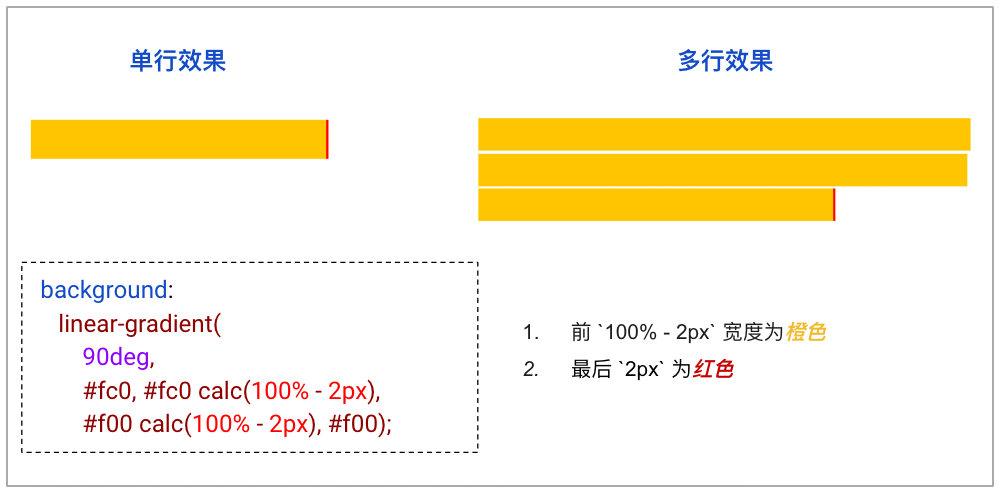 单行效果
多行效果
background:
linear-gradient(
90deg,
#fc0, #fc0 calc(100% - 2px),
#f00 calc(100% - 2px), #f00);
1. 前 `100% - 2px` 宽度为橙色
2. 最后 `2px` 为红色